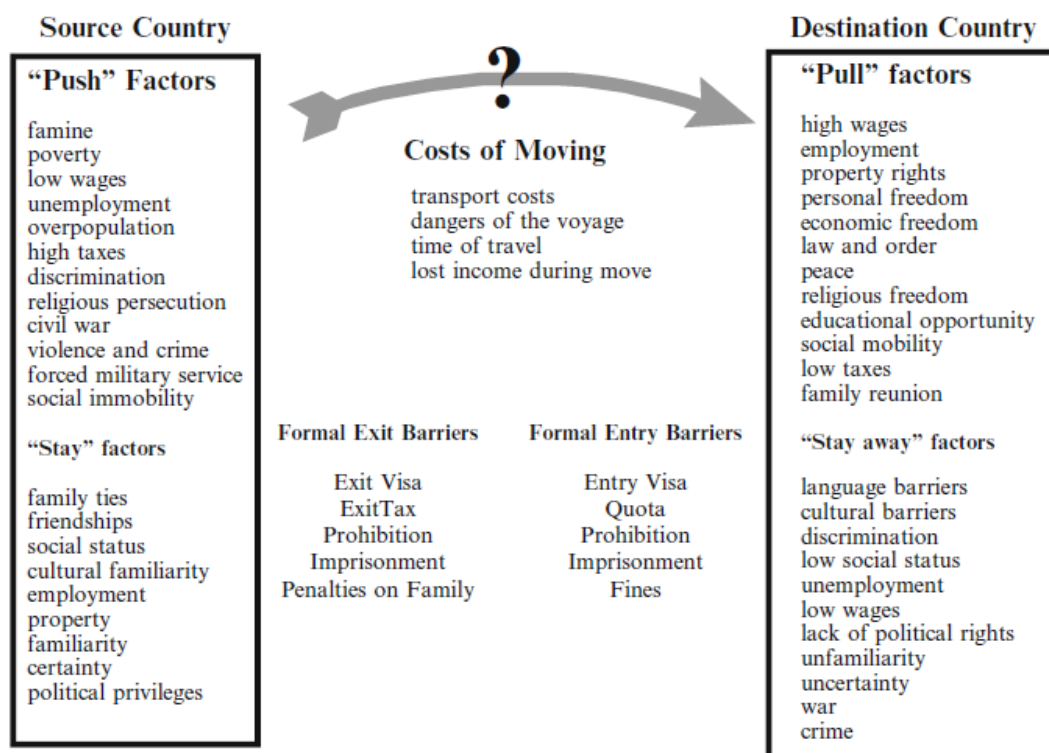 Source Country
"Push" Factors
famine
poverty
low wages
unemployment
overpopulation
high taxes
discrimination
religious persecution
civil war
violence and crime
forced military service
social immobility
"Stay" factors
family ties
friendships
social status
cultural familiarity
employment
property
familiarity
certainty
political privileges
?
Costs of Moving
transport costs
dangers of the voyage
time of travel
lost income during move
Formal Exit Barriers
Exit Visa
ExitTax
Prohibition
Imprisonment
Penalties on Family
Formal Entry Barriers
Entry Visa
Quota
Prohibition
Imprisonment
Fines
Destination Country
"Pull" factors
high wages
employment
property rights
personal freedom
economic freedom
law and order
peace
religious freedom
educational opportunity
social mobility
low taxes
family reunion
"Stay away" factors
language barriers
cultural barriers
discrimination
low social status
unemployment
low wages
lack of political rights
unfamiliarity
uncertainty
war
crime